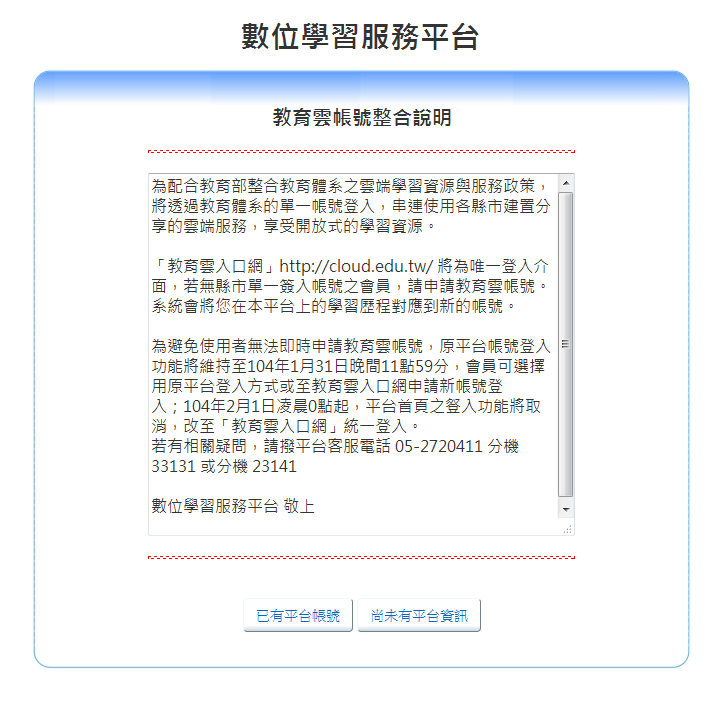 數位學習服務平台
教育雲帳號整合說明
為配合教育部整合教育體系之雲端學習資源與服務政策，
將透過教育體系的單一帳號登入，串連使用各縣市建置分
享的雲端服務，享受開放式的學習資源。
「教育雲入口網」http://cloud.edu.tw/ 將為唯一登入介
面，若無縣市單一簽入帳號之會員，請申請教育雲帳號。
系統會將您在本平台上的學習歷程對應到新的帳號。
為避免使用者無法即時申請教育雲帳號，原平台帳號登入
功能將維持至104年1月31日晚間11點59分，會員可選擇
用原平台登入方式或至教育雲入口網申請新帳號登
入；104年2月1日凌晨0點起，平台首頁之登入功能將取
消，改至「教育雲入口網」統一登入。
若有相關疑問，請撥平台客服電話 05-2720411 分機
33131 或分機 23141
數位學習服務平台 敬上
已有平台帳號
尚未有平台資訊